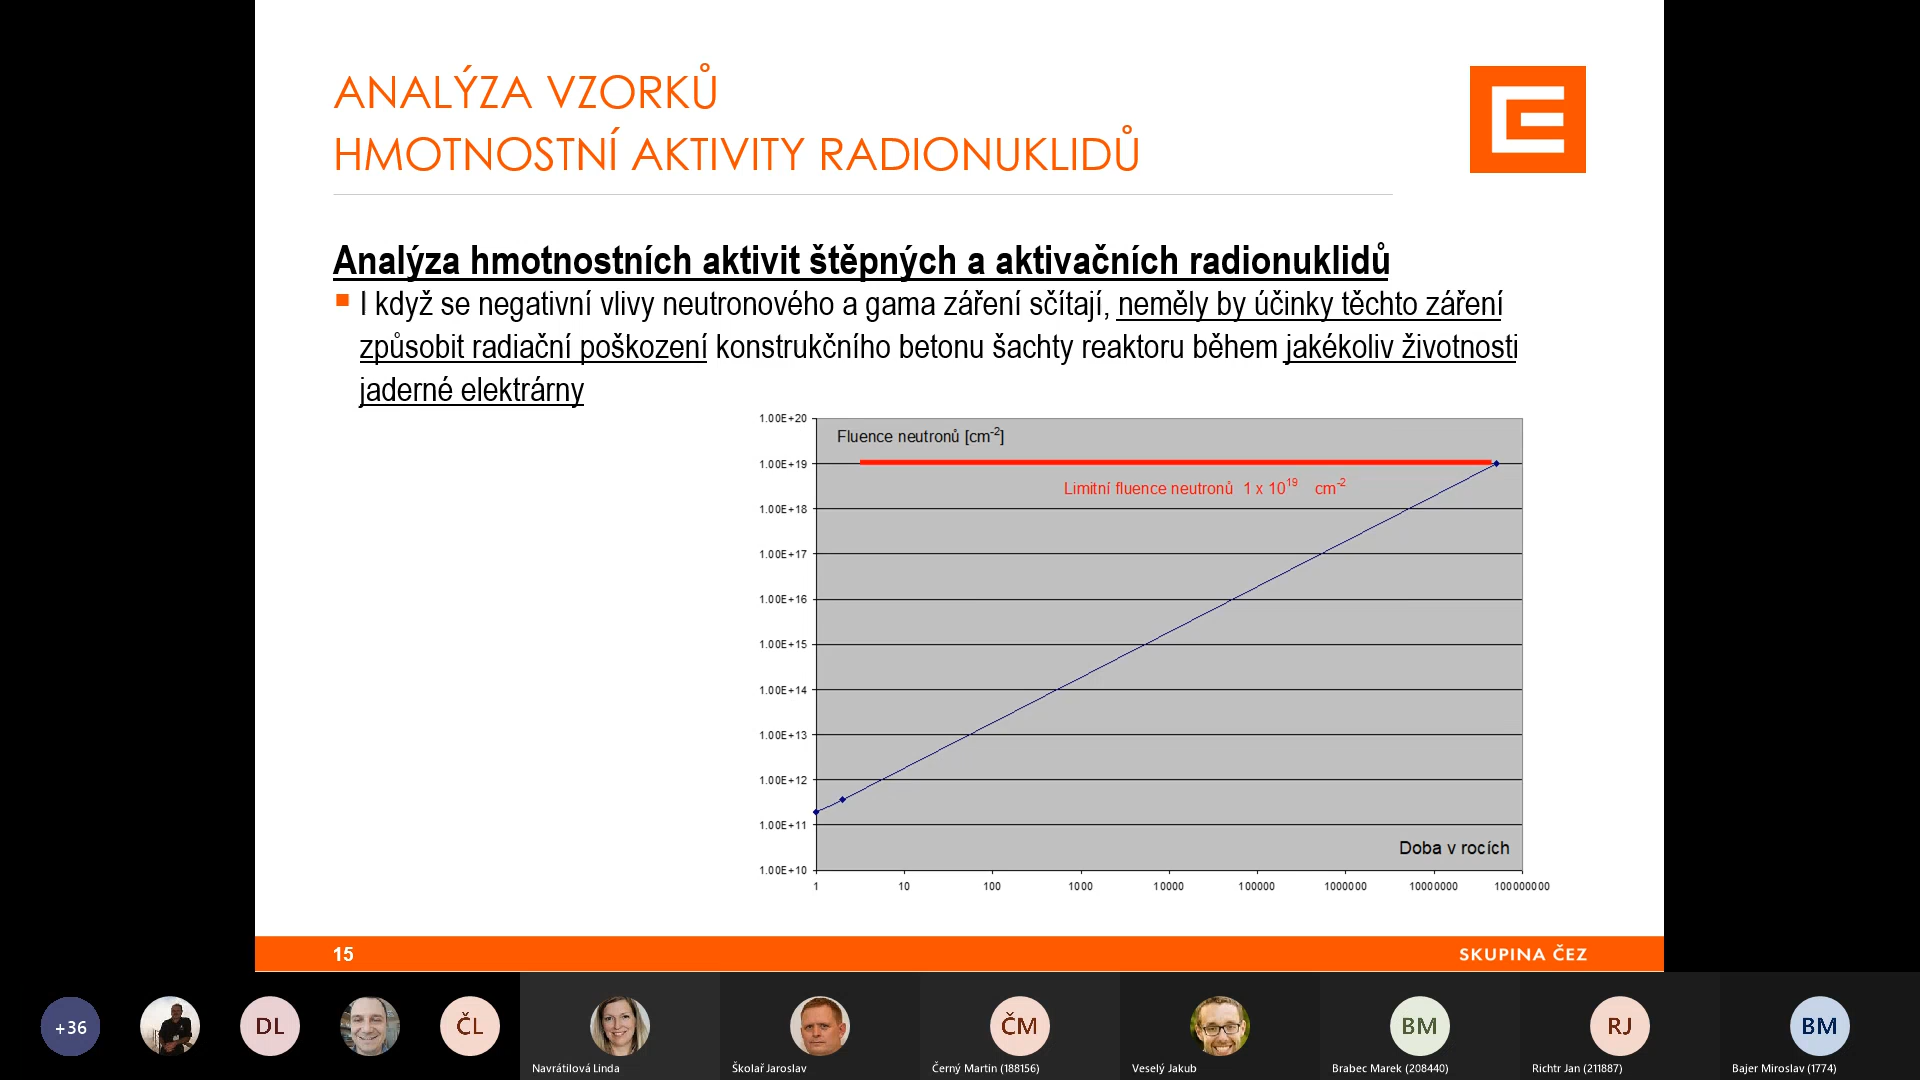 ANALÝZA VZORKŮ
HMOTNOSTNÍ AKTIVITY RADIONUKLIDŮ
Analýza hmotnostních aktivit štěpných a aktivačních radionuklidů
I když se negativní vlivy neutronového a gama záření sčítají, neměly by účinky těchto záření
způsobit radiační poškození konstrukčního betonu šachty reaktoru během jakékoliv životnosti
jaderné elektrárny
1.00E+20
Fluence neutronů [cm⁻²]
1.00E+19
Limitní fluence neutronů 1 x 10¹⁹ cm⁻²
1.00E+18
1.00E+17
1.00E+16
1.00E+15
1.00E+14
1.00E+13
1.00E+12
1.00E+11
Doba v rocích
1.00E+10
1 10 100 1000 10000 100000 1000000 10000000 100000000
15 SKUPINA ČEZ
+36 DL ČL ČM BM RJ BM
Navrátilová Linda Školař Jaroslav Černý Martin (188156) Veselý Jakub Brabec Marek (208440) Richtr Jan (211887) Bajer Miroslav (1774)